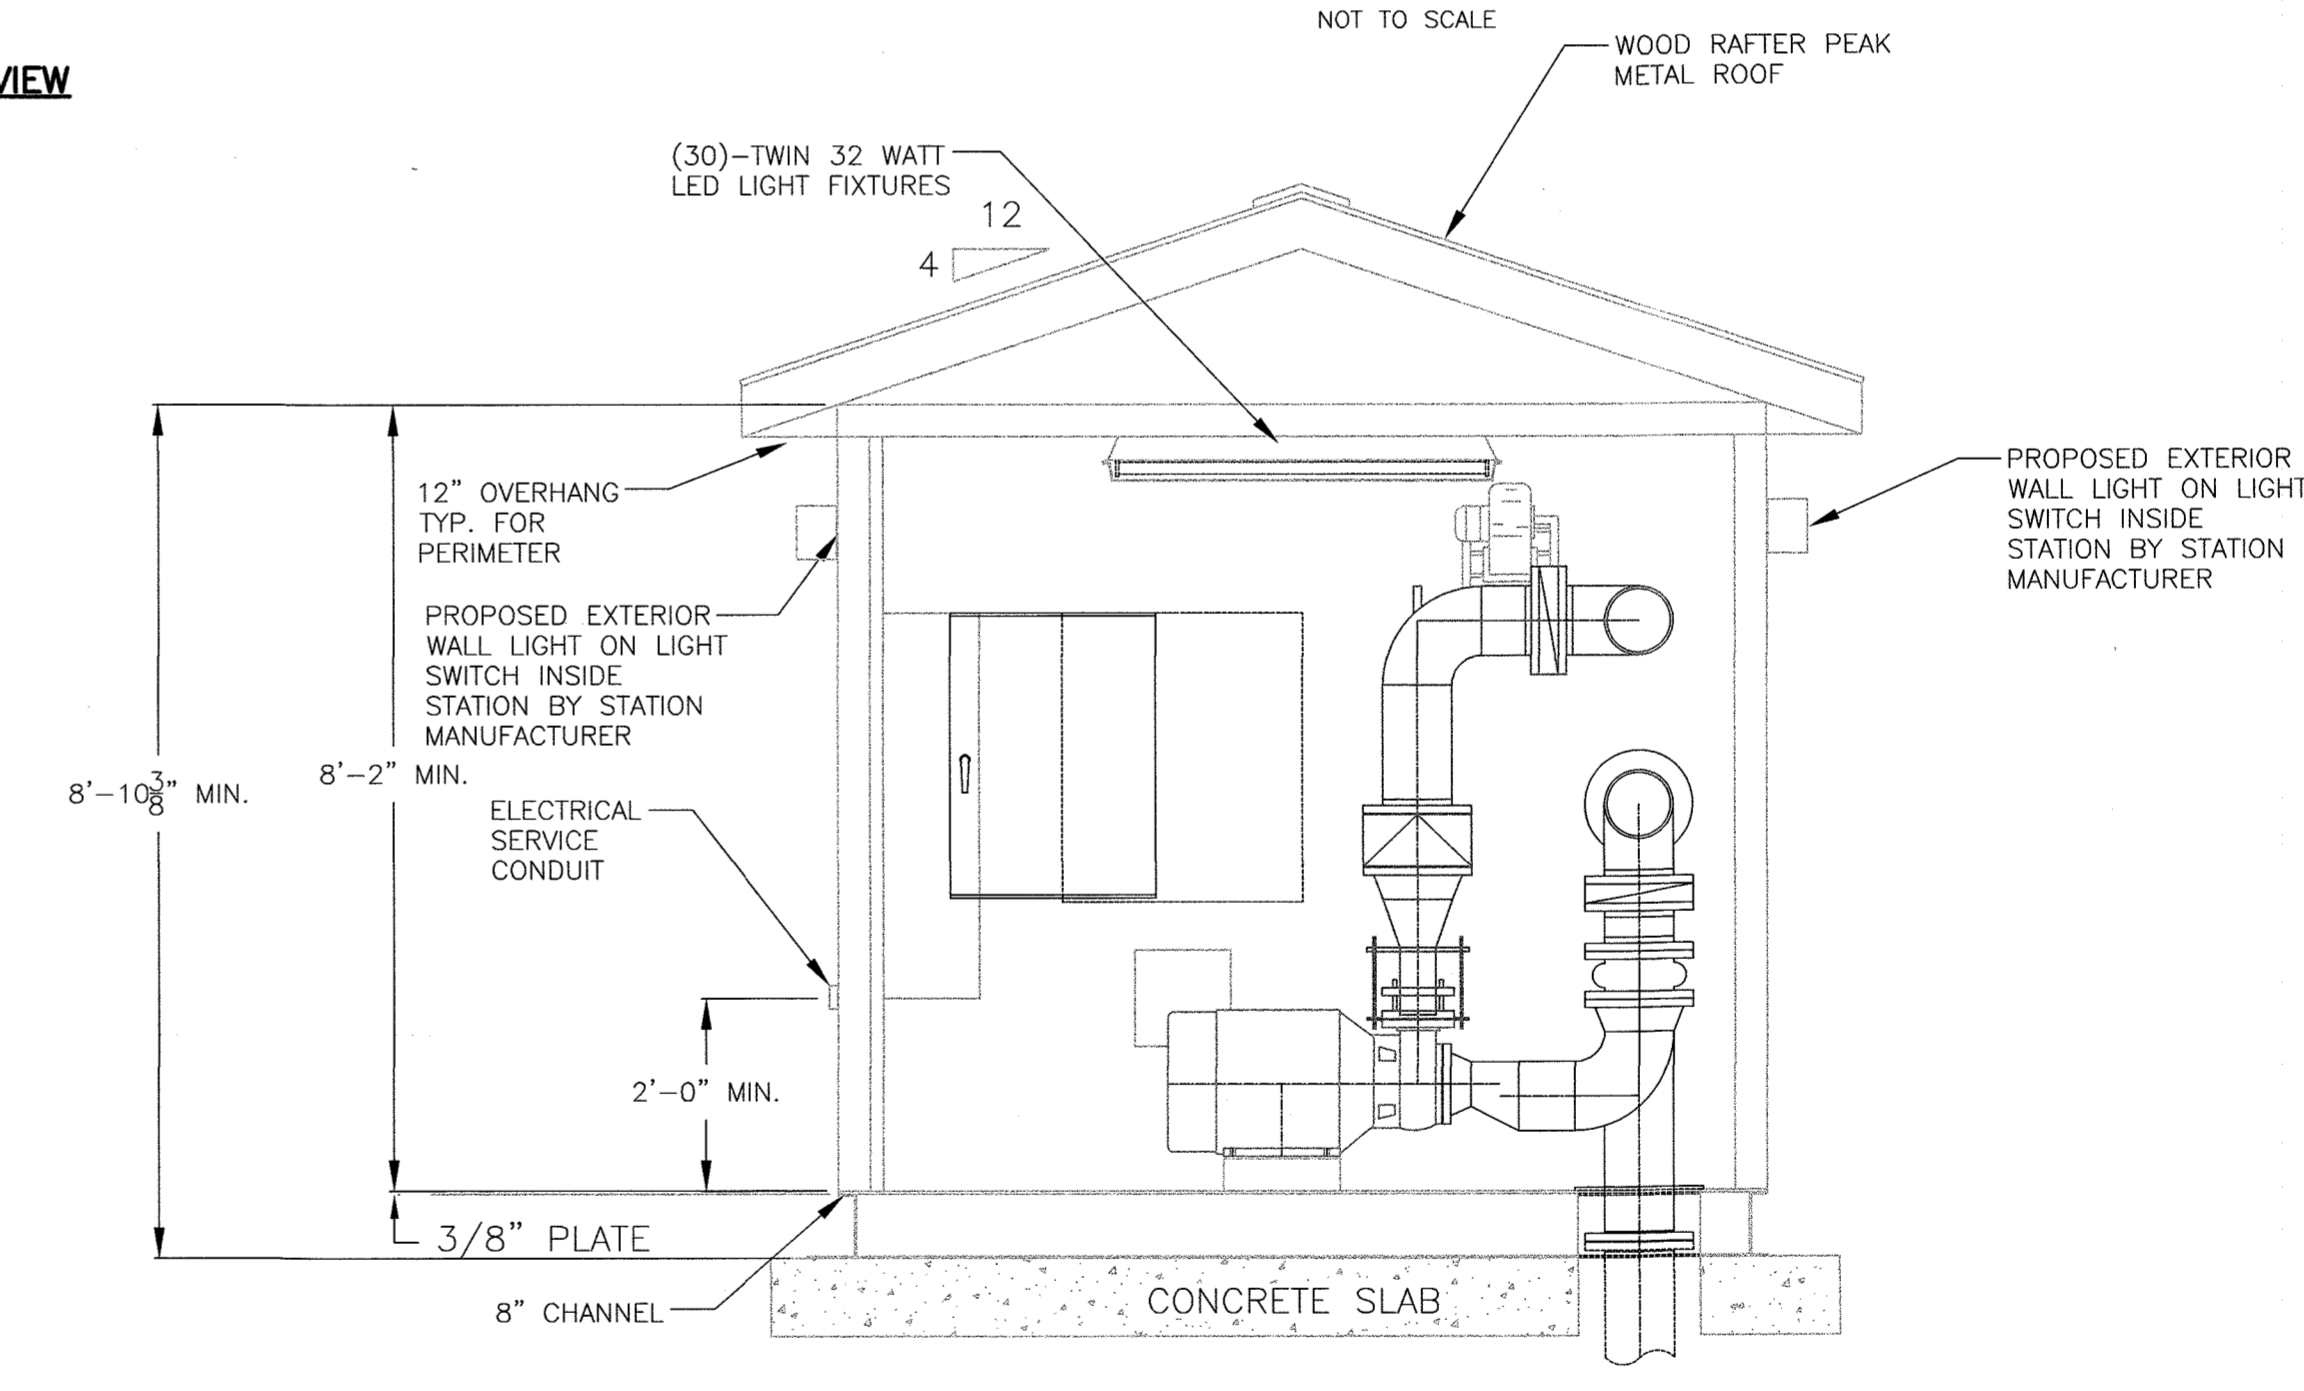 NOT TO SCALE
VIEW
WOOD RAFTER PEAK
METAL ROOF
(30)-TWIN 32 WATT
LED LIGHT FIXTURES
12
4
12" OVERHANG
TYP. FOR
PERIMETER
PROPOSED EXTERIOR
WALL LIGHT ON LIGHT
SWITCH INSIDE
STATION BY STATION
MANUFACTURER
PROPOSED EXTERIOR
WALL LIGHT ON LIGHT
SWITCH INSIDE
STATION BY STATION
MANUFACTURER
8'-10 3/8" MIN.
8'-2" MIN.
ELECTRICAL
SERVICE
CONDUIT
2'-0" MIN.
3/8" PLATE
8" CHANNEL
CONCRETE SLAB